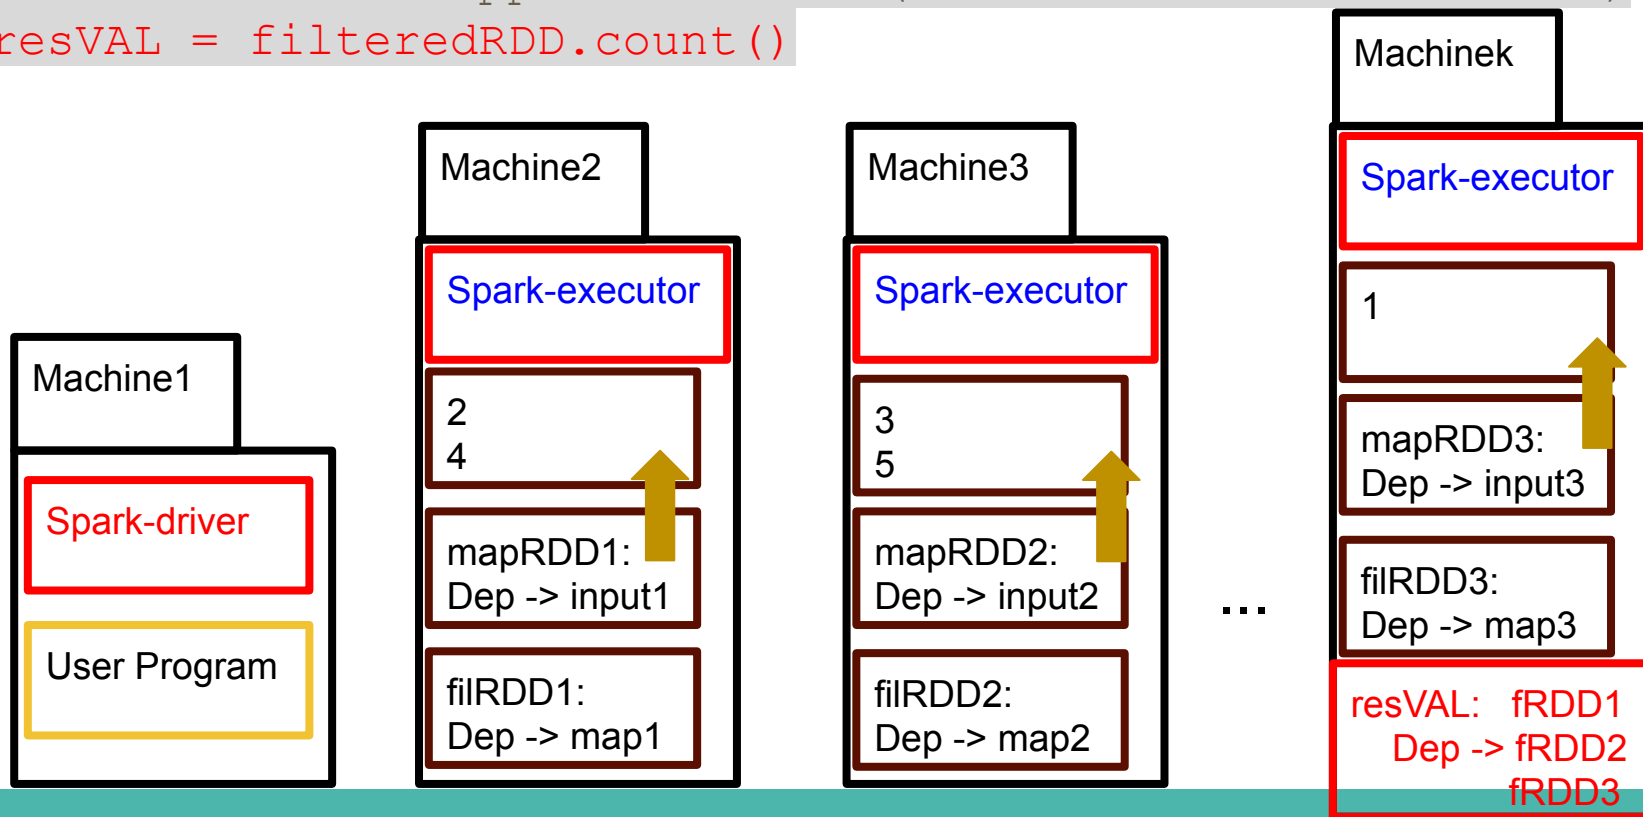 resVAL = filteredRDD.count()
Machine1
Spark-driver
User Program
Machine2
Spark-executor
2
4
mapRDD1:
Dep -> input1
filRDD1:
Dep -> map1
Machine3
Spark-executor
3
5
mapRDD2:
Dep -> input2
filRDD2:
Dep -> map2
...
Machinek
Spark-executor
1
mapRDD3:
Dep -> input3
filRDD3:
Dep -> map3
resVAL: fRDD1
Dep -> fRDD2
fRDD3